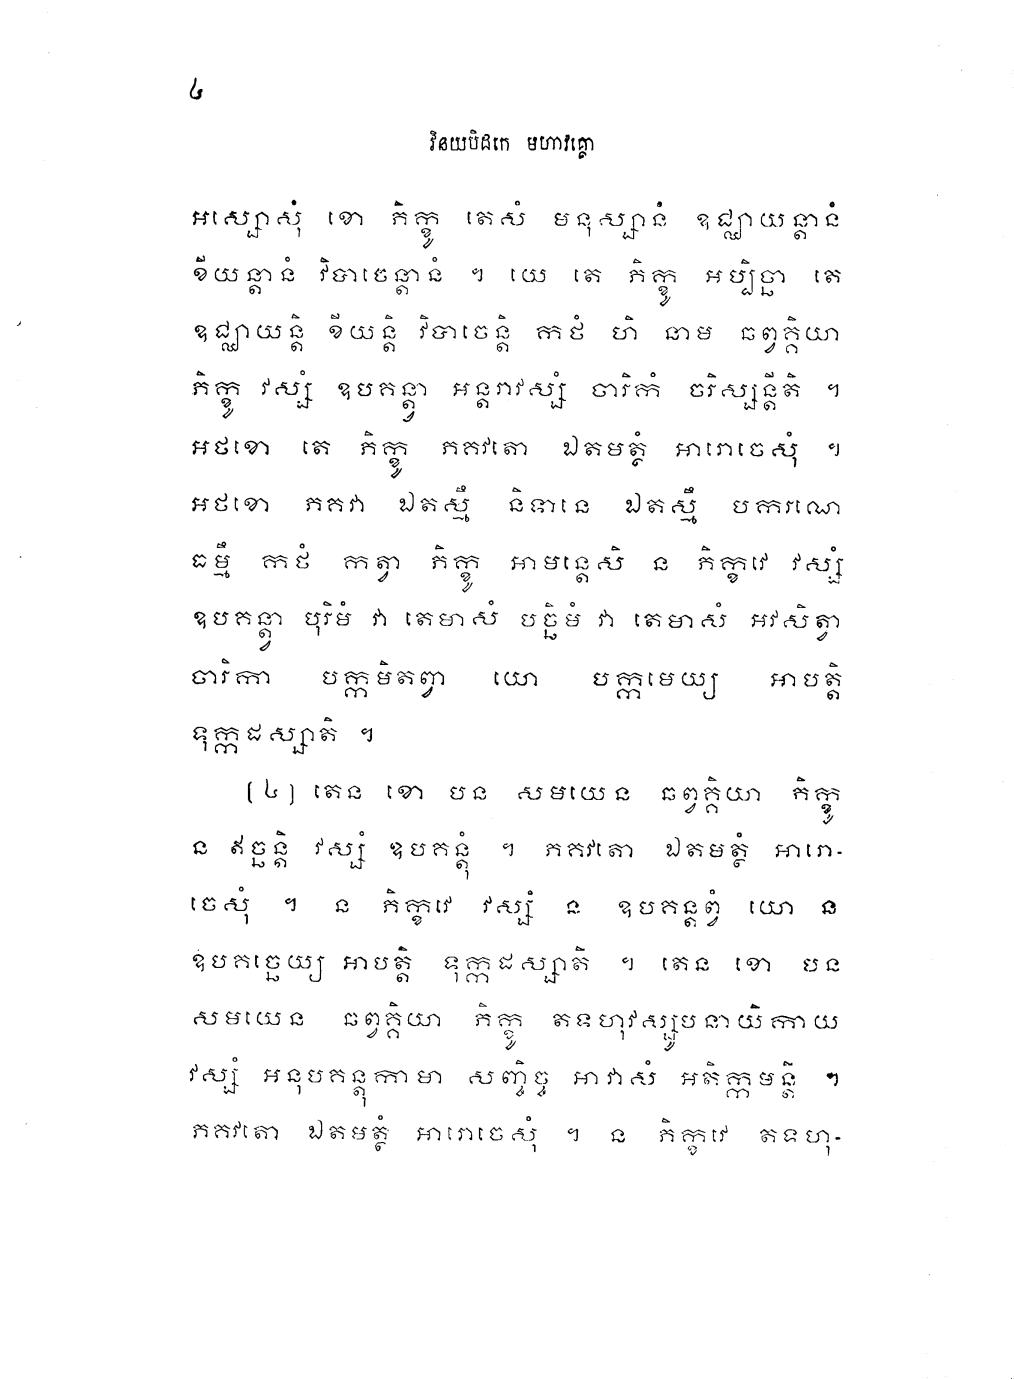 ៤
វិនយបិដកេ មហាវគ្គោ
អស្សោសុំ ខោ ភិក្ខូ តេសំ មនុស្សានំ ឧជ្ឈាយន្តានំ
ខីយន្តានំ វិបាចេន្តានំ ។ យេ តេ ភិក្ខូ អប្បិច្ឆា តេ
ឧជ្ឈាយន្តិ ខីយន្តិ វិបាចេន្តិ កថំ ហិ នាម ឆព្វគ្គិយា
ភិក្ខូ វស្សំ ឧបគន្ត្វា អន្តរាវស្សំ ចារិកំ ចរិស្សន្តីតិ ។
អថខោ តេ ភិក្ខូ ភគវតោ ឯតមត្ថំ អារោចេសុំ ។
អថខោ ភគវា ឯតស្មឹ និទានេ ឯតស្មឹ បករណេ
ធម្មឹ កថំ កត្វា ភិក្ខូ អាមន្តេសិ ន ភិក្ខវេ វស្សំ
ឧបគន្ត្វា បុរិមំ វា តេមាសំ បច្ឆិមំ វា តេមាសំ អវសិត្វា
ចារិកា បក្កមិតព្វា យោ បក្កមេយ្យ អាបត្តិ
ទុក្កដស្សាតិ ។
(៤) តេន ខោ បន សមយេន ឆព្វគ្គិយា ភិក្ខូ
ន ឥច្ឆន្តិ វស្សំ ឧបគន្តុំ ។ ភគវតោ ឯតមត្ថំ អារោ-
ចេសុំ ។ ន ភិក្ខវេ វស្សំ ន ឧបគន្តព្វំ យោ ន
ឧបគច្ឆេយ្យ អាបត្តិ ទុក្កដស្សាតិ ។ តេន ខោ បន
សមយេន ឆព្វគ្គិយា ភិក្ខូ តទហុវស្សូបនាយិកាយ
វស្សំ អនុបគន្តុកាមា សញ្ចិច្ច អាវាសំ អតិក្កមន្តិ ។
ភគវតោ ឯតមត្ថំ អារោចេសុំ ។ ន ភិក្ខវេ តទហុ-